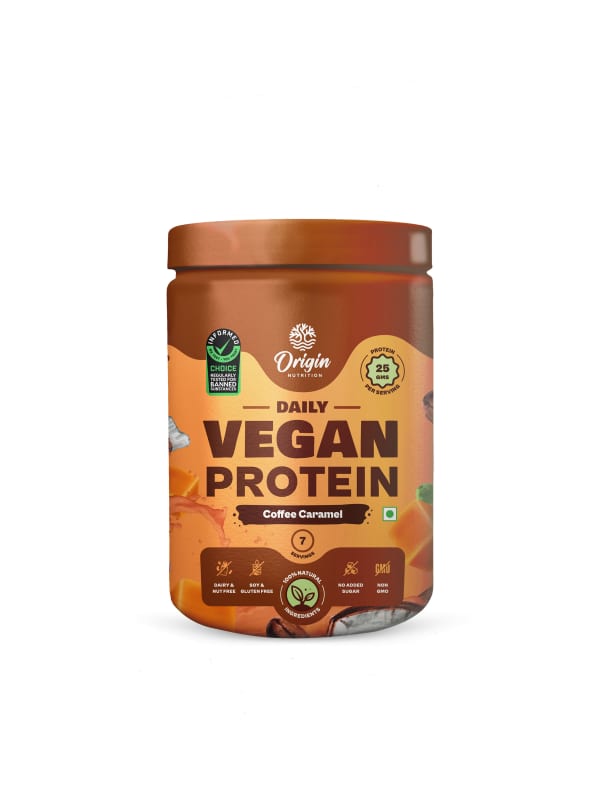 INFORMED
CHOICE
REGULARLY
TESTED FOR
BANNED
SUBSTANCES
Origin
NUTRITION
PROTEIN
25
GMS
PER SERVING
DAILY
VEGAN
PROTEIN
Coffee Caramel
7
SERVINGS
DAIRY &
NUT FREE
SOY &
GLUTEN FREE
100% NATURAL
INGREDIENTS
NO ADDED
SUGAR
GMO
NON
GMO